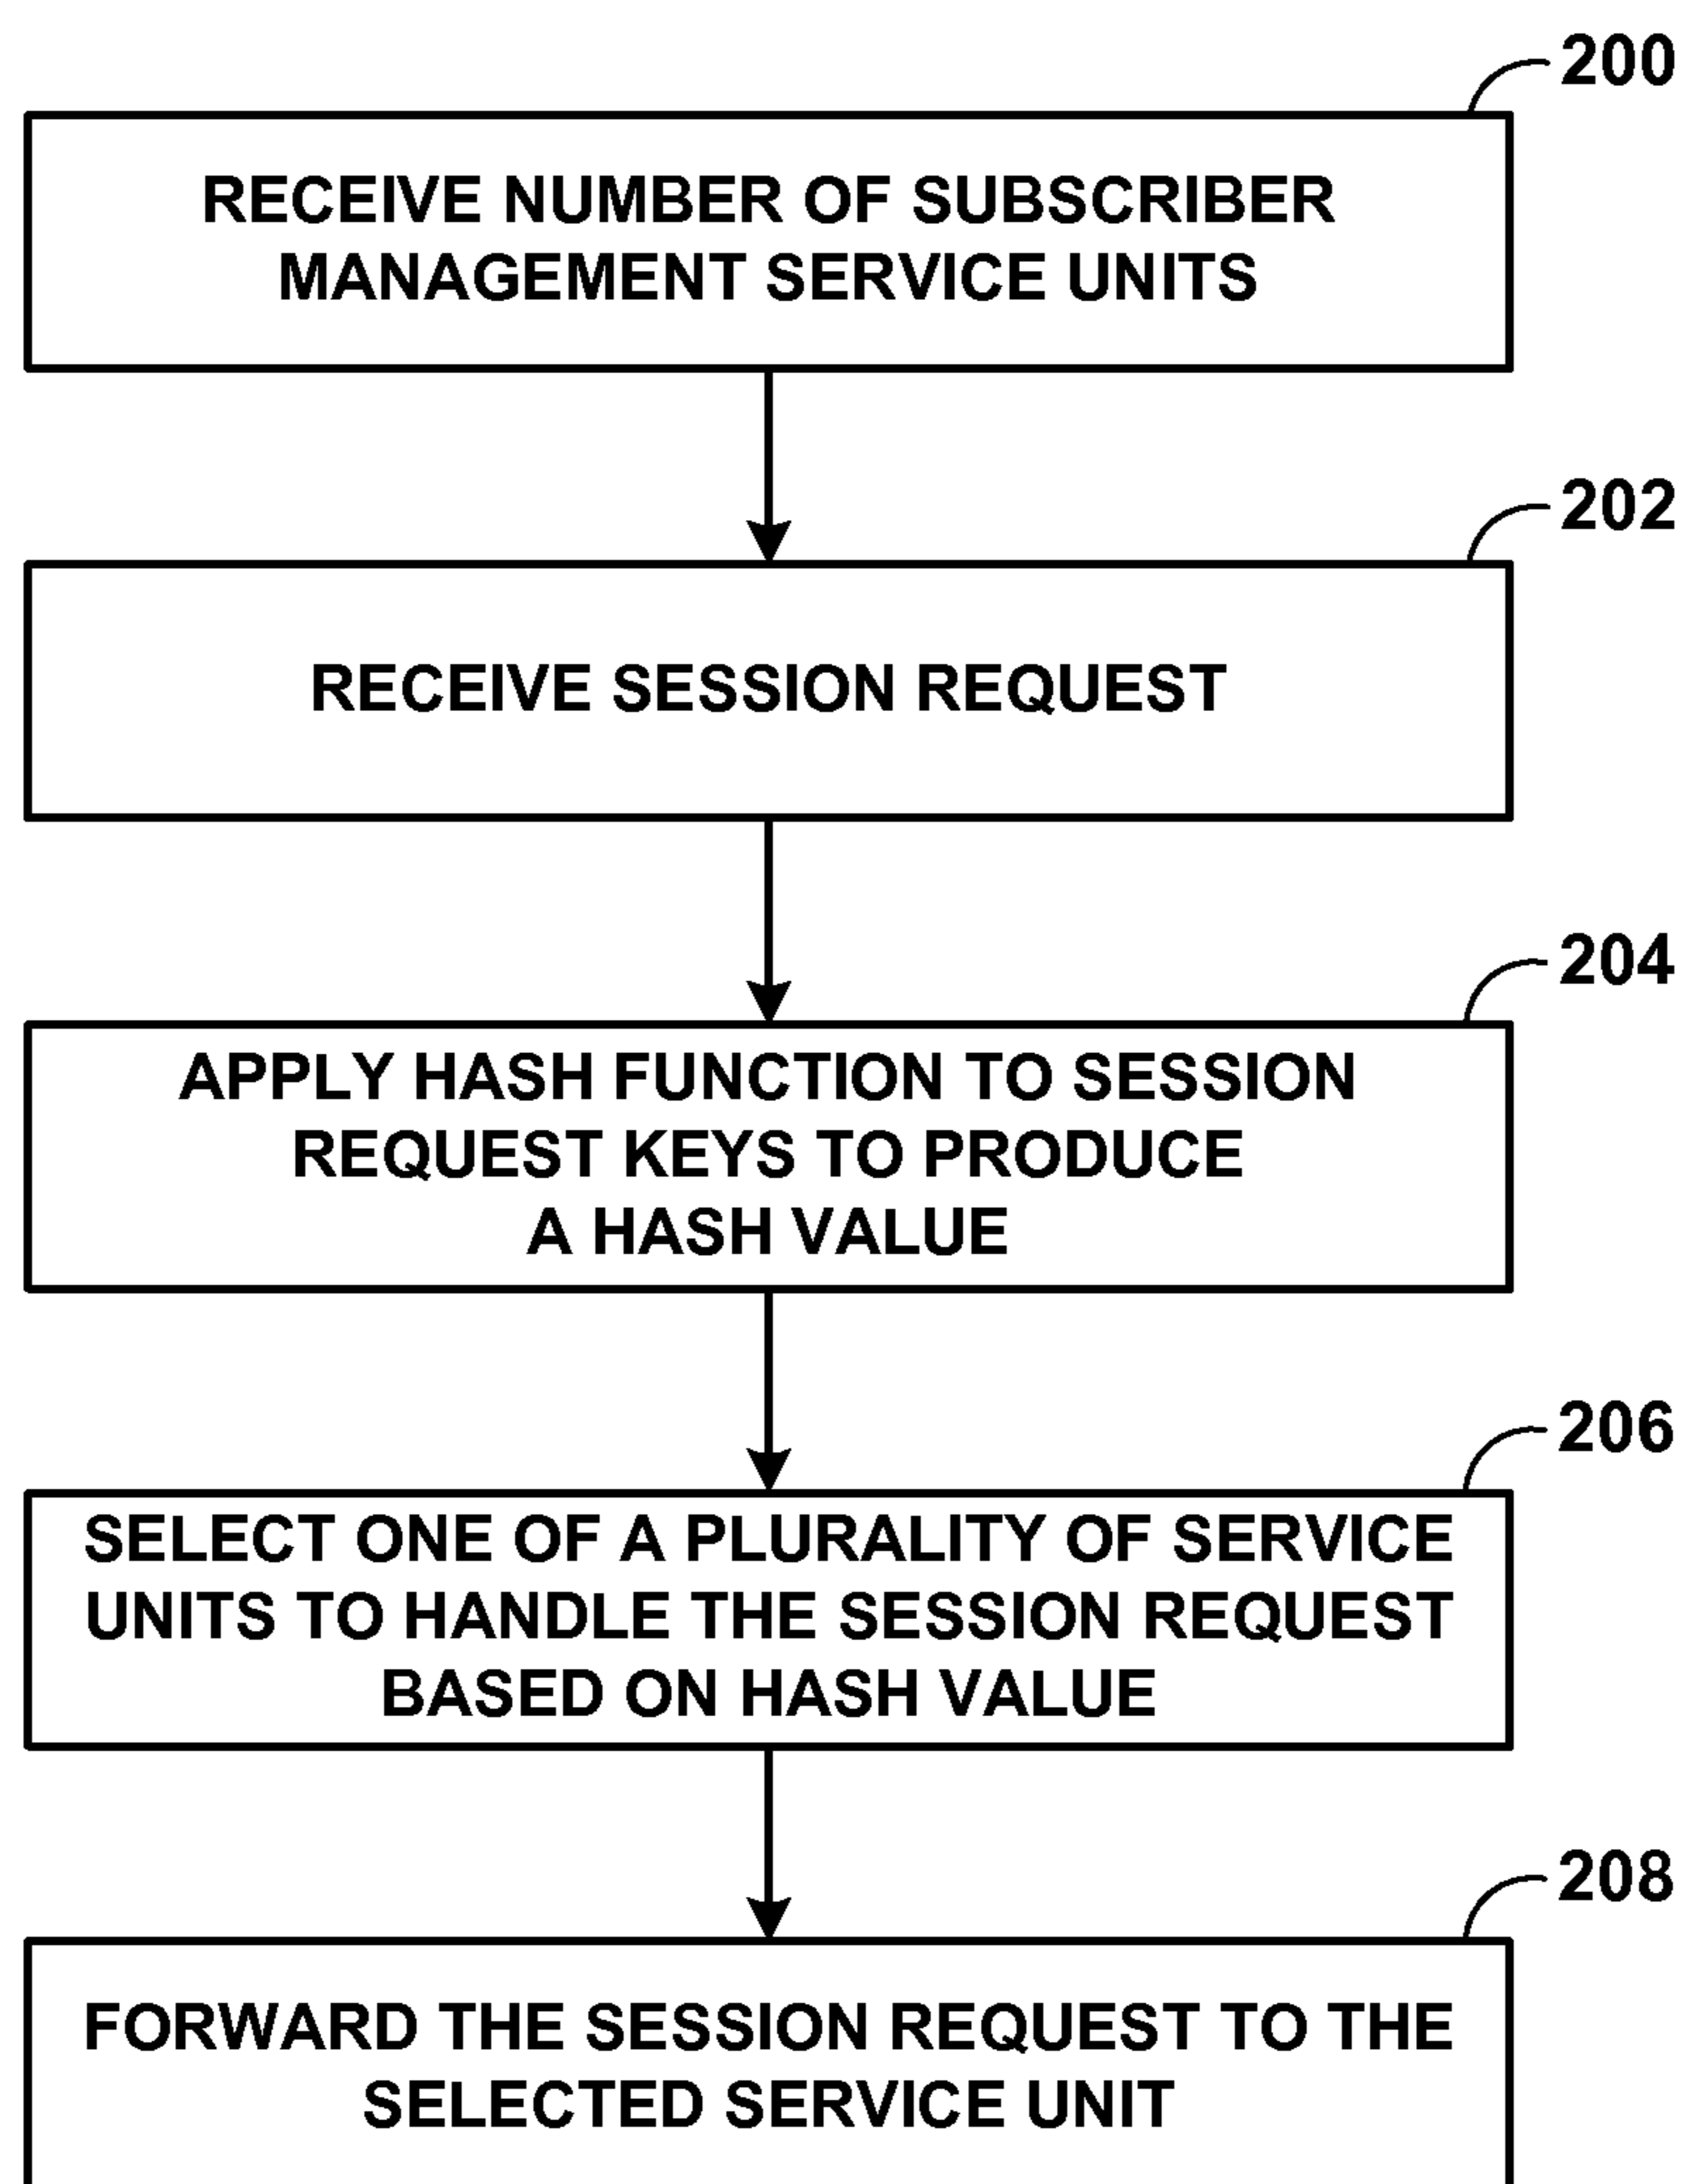 200
RECEIVE NUMBER OF SUBSCRIBER
MANAGEMENT SERVICE UNITS
202
RECEIVE SESSION REQUEST
204
APPLY HASH FUNCTION TO SESSION
REQUEST KEYS TO PRODUCE
A HASH VALUE
206
SELECT ONE OF A PLURALITY OF SERVICE
UNITS TO HANDLE THE SESSION REQUEST
BASED ON HASH VALUE
208
FORWARD THE SESSION REQUEST TO THE
SELECTED SERVICE UNIT